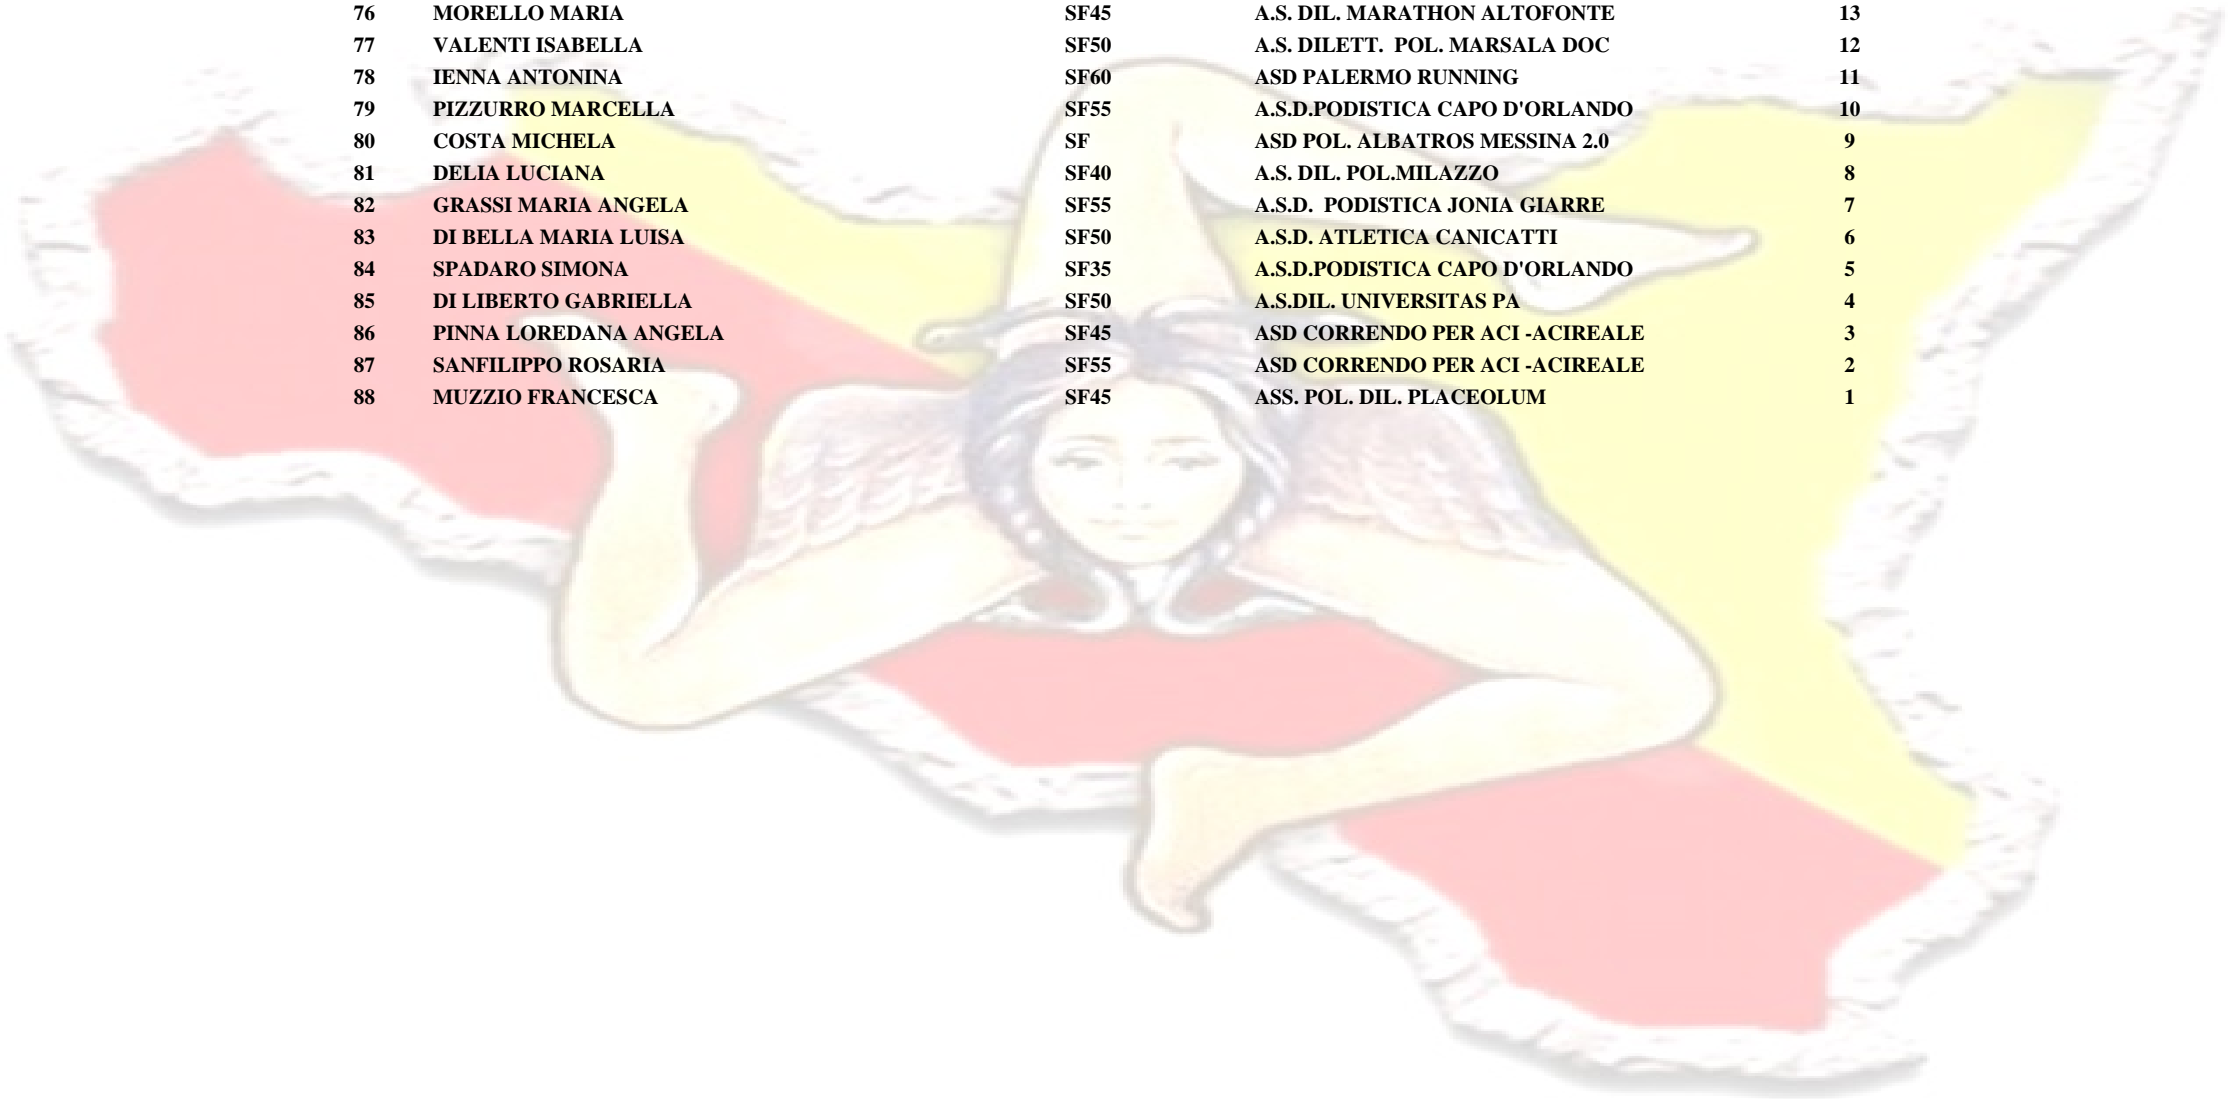 76 MORELLO MARIA SF45 A.S. DIL. MARATHON ALTOFONTE 13
77 VALENTI ISABELLA SF50 A.S. DILETT. POL. MARSALA DOC 12
78 IENNA ANTONINA SF60 ASD PALERMO RUNNING 11
79 PIZZURRO MARCELLA SF55 A.S.D.PODISTICA CAPO D'ORLANDO 10
80 COSTA MICHELA SF ASD POL. ALBATROS MESSINA 2.0 9
81 DELIA LUCIANA SF40 A.S. DIL. POL.MILAZZO 8
82 GRASSI MARIA ANGELA SF55 A.S.D. PODISTICA JONIA GIARRE 7
83 DI BELLA MARIA LUISA SF50 A.S.D. ATLETICA CANICATTI 6
84 SPADARO SIMONA SF35 A.S.D.PODISTICA CAPO D'ORLANDO 5
85 DI LIBERTO GABRIELLA SF50 A.S.DIL. UNIVERSITAS PA 4
86 PINNA LOREDANA ANGELA SF45 ASD CORRENDO PER ACI -ACIREALE 3
87 SANFILIPPO ROSARIA SF55 ASD CORRENDO PER ACI -ACIREALE 2
88 MUZZIO FRANCESCA SF45 ASS. POL. DIL. PLACEOLUM 1